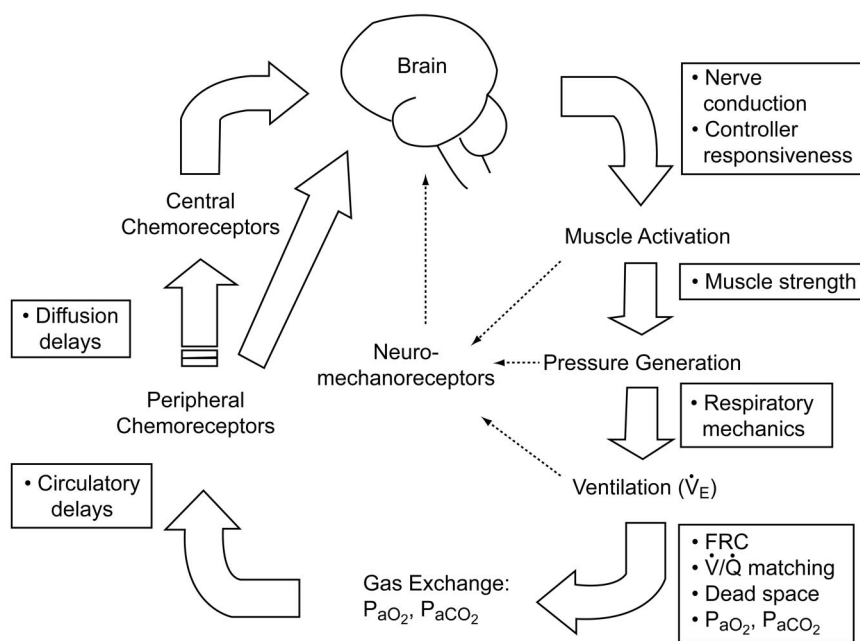 Brain
• Nerve
conduction
• Controller
responsiveness
Central
Chemoreceptors
Muscle Activation
• Muscle strength
• Diffusion
delays
Neuro-
mechanoreceptors
Pressure Generation
Peripheral
Chemoreceptors
• Respiratory
mechanics
• Circulatory
delays
Ventilation (V̇E)
• FRC
• V̇/Q̇ matching
• Dead space
• PaO2, PaCO2
Gas Exchange:
PaO2, PaCO2